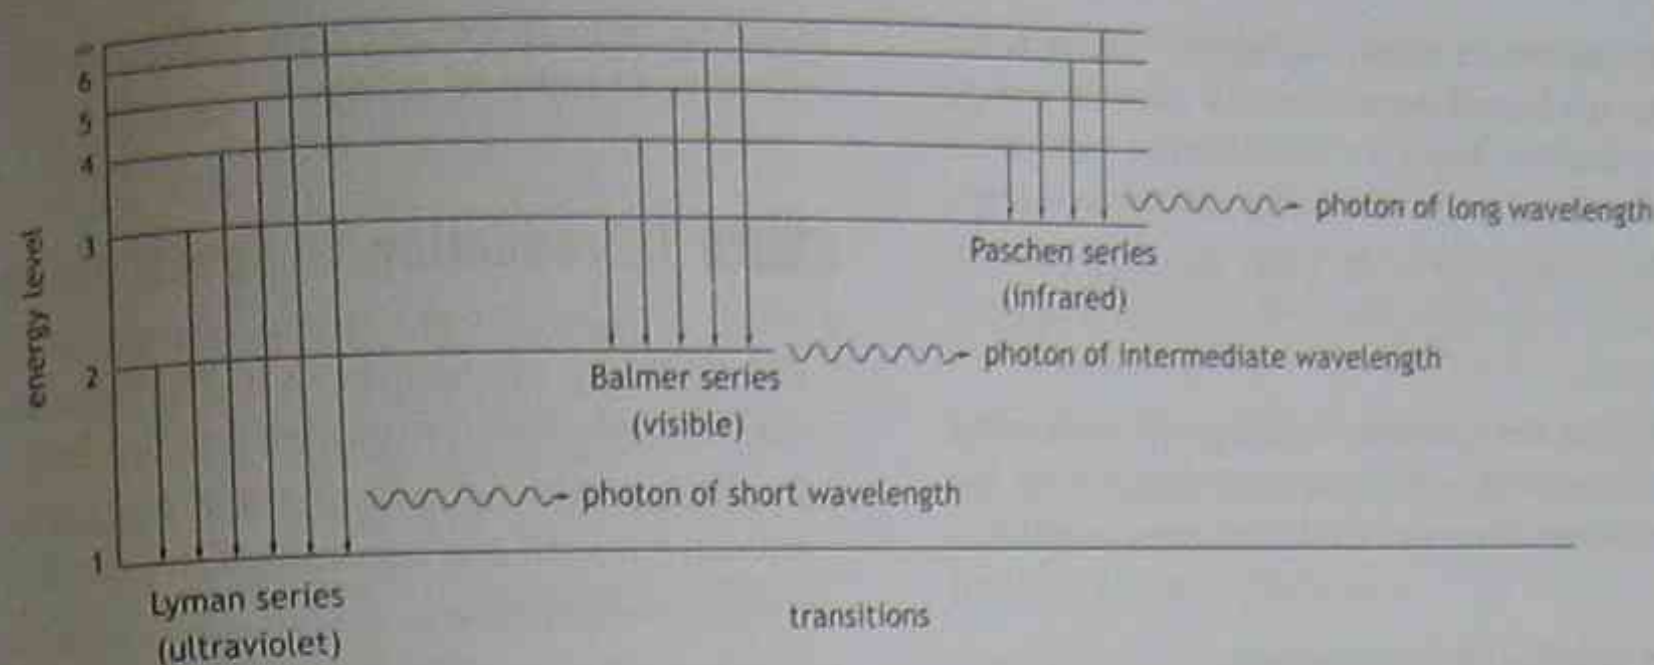 ∞
6
5
4
3
2
1
energy level
photon of long wavelength
Paschen series
(infrared)
photon of intermediate wavelength
Balmer series
(visible)
photon of short wavelength
Lyman series
(ultraviolet)
transitions